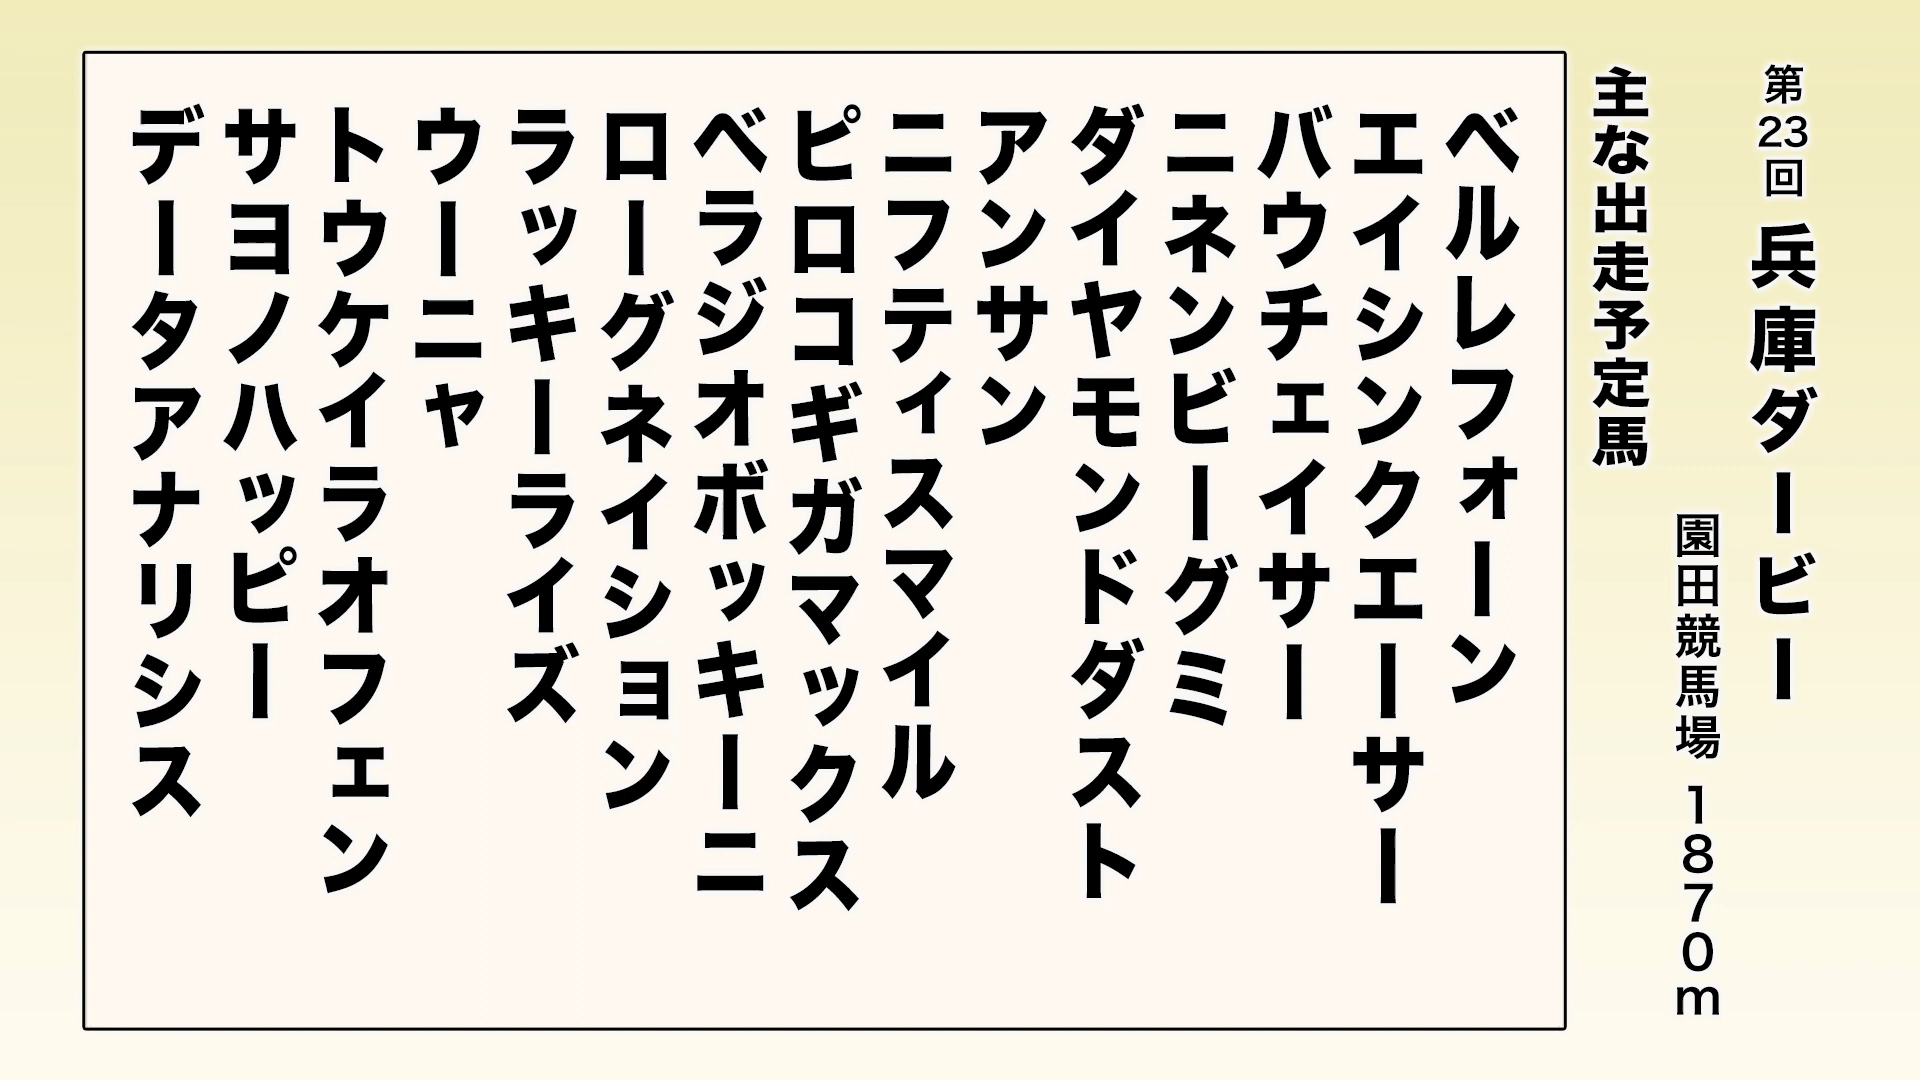 第23回 兵庫ダービー
園田競馬場 1870m
主な出走予定馬
ベルレフォーン
エイシンクエーサー
バウチェイサー
ニネンビーグミ
ダイヤモンドダスト
アンサン
ニフティスマイル
ピロコギガマックス
ベラジオボッキーニ
ローグネイション
ラッキーライズ
ウーニャ
トウケイラオフェン
サヨノハッピー
データアナリシス